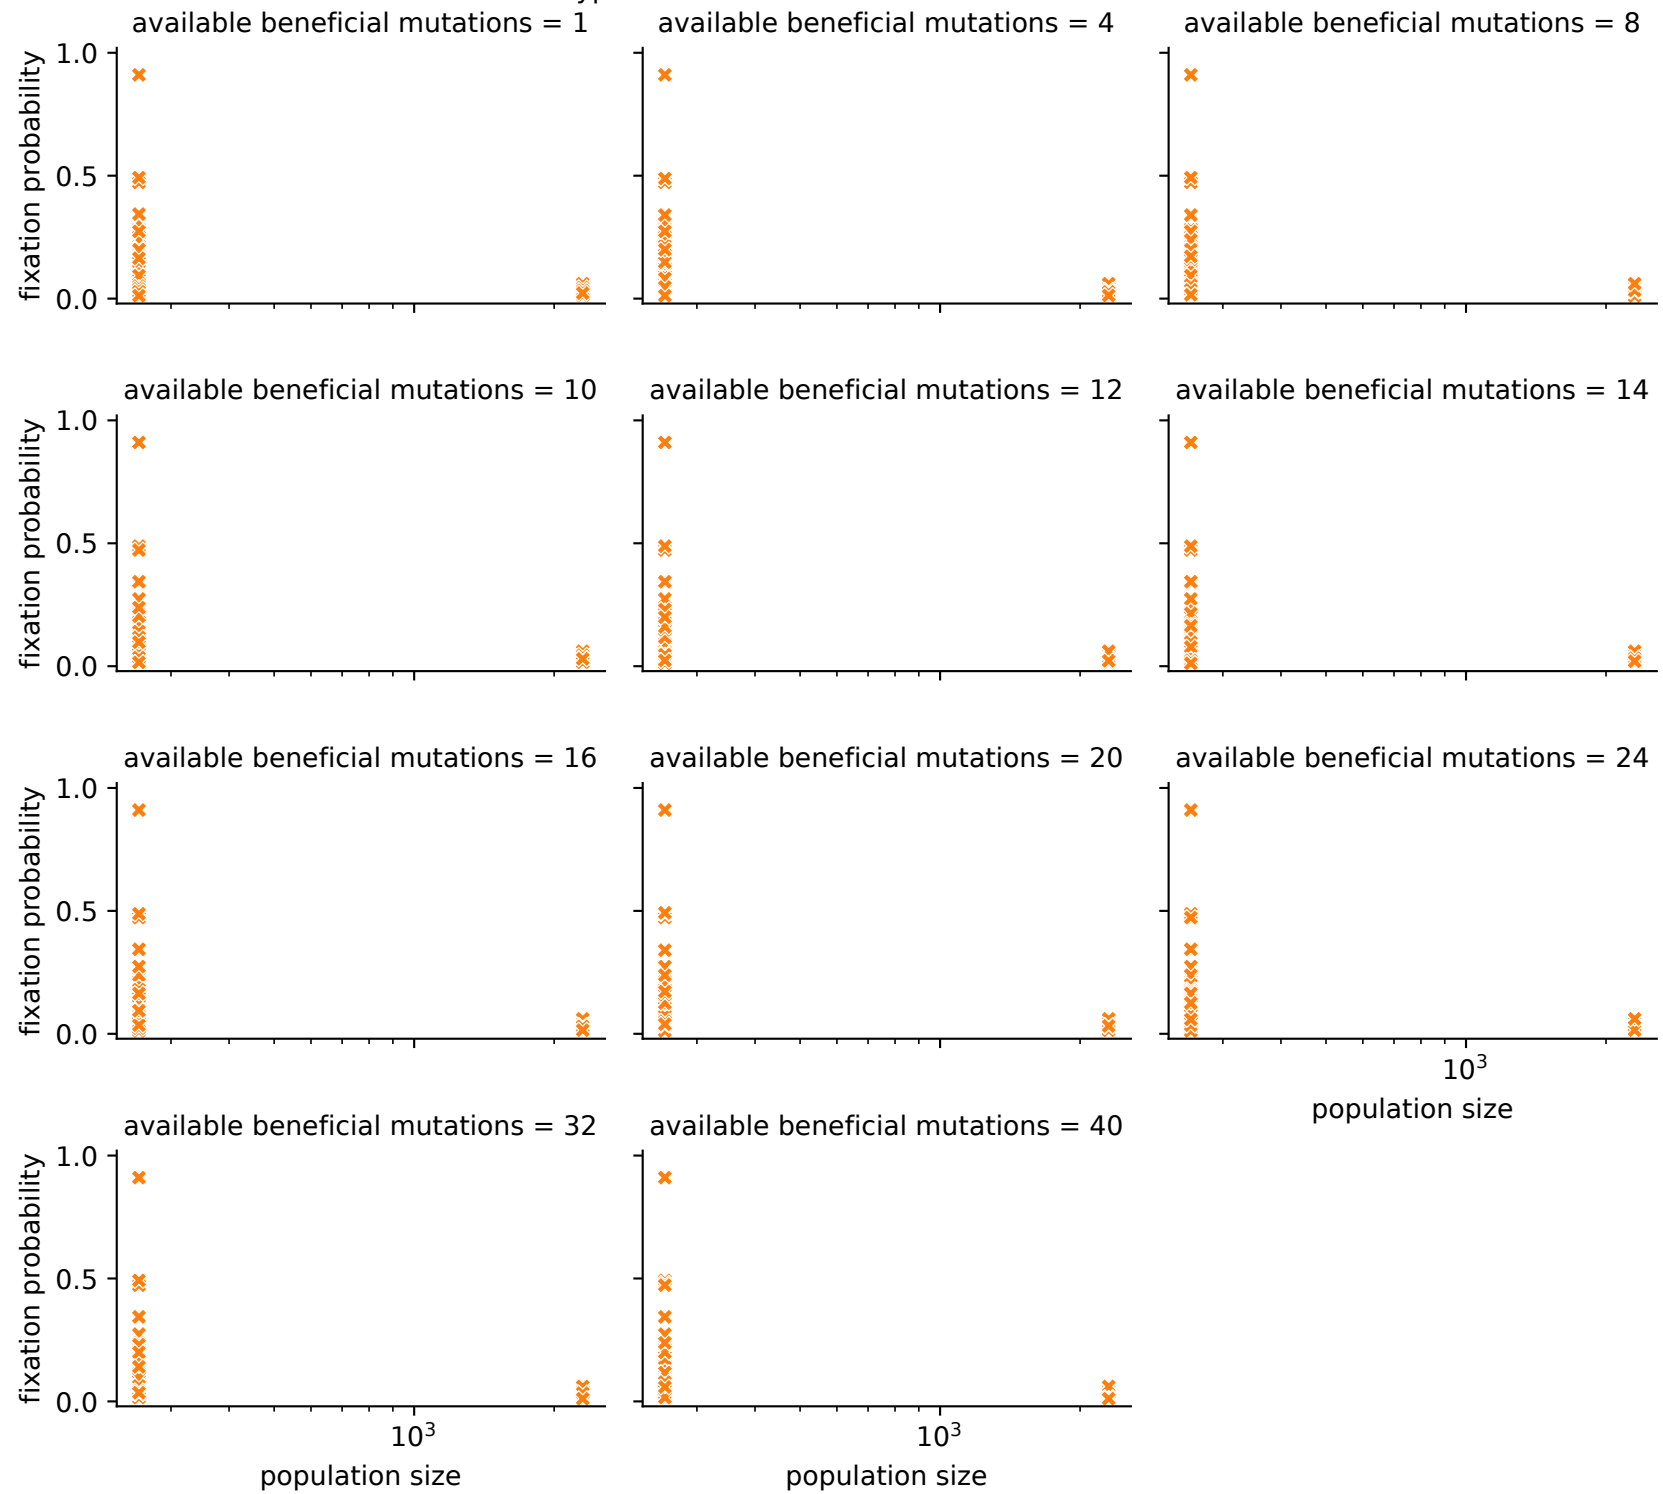 available beneficial mutations = 1
available beneficial mutations = 4
available beneficial mutations = 8
fixation probability
1.0
0.5
0.0
available beneficial mutations = 10
available beneficial mutations = 12
available beneficial mutations = 14
fixation probability
1.0
0.5
0.0
available beneficial mutations = 16
available beneficial mutations = 20
available beneficial mutations = 24
fixation probability
1.0
0.5
0.0
10³
population size
available beneficial mutations = 32
available beneficial mutations = 40
fixation probability
1.0
0.5
0.0
10³
10³
population size
population size